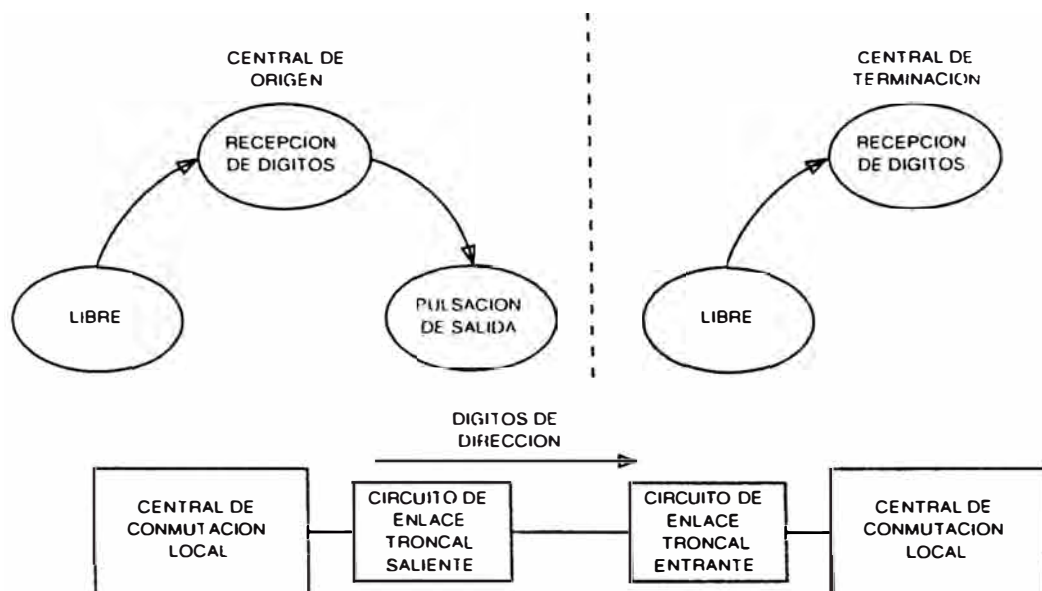 CENTRAL DE
ORIGEN
RECEPCION
DE DIGITOS
LIBRE
PULSACION
DE SALIDA
CENTRAL DE
TERMINACION
RECEPCION
DE DIGITOS
LIBRE
DIGITOS DE
DIRECCION
CENTRAL DE
CONMUTACION
LOCAL
CIRCUITO DE
ENLACE
TRONCAL
SALIENTE
CIRCUITO DE
ENLACE
TRONCAL
ENTRANTE
CENTRAL DE
CONMUTACION
LOCAL